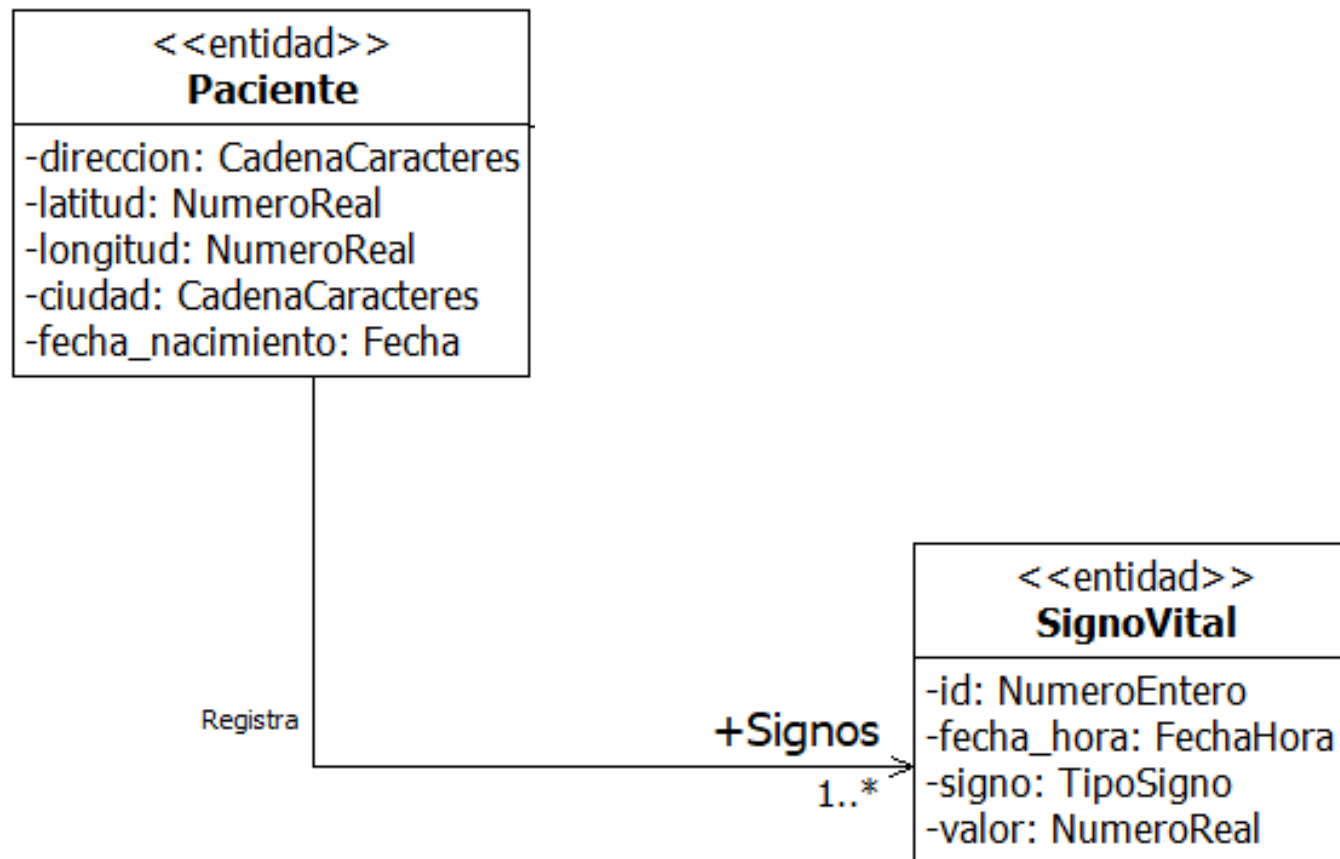 <<entidad>>
Paciente
-direccion: CadenaCaracteres
-latitud: NumeroReal
-longitud: NumeroReal
-ciudad: CadenaCaracteres
-fecha_nacimiento: Fecha
Registra
+Signos
1..*
<<entidad>>
SignoVital
-id: NumeroEntero
-fecha_hora: FechaHora
-signo: TipoSigno
-valor: NumeroReal